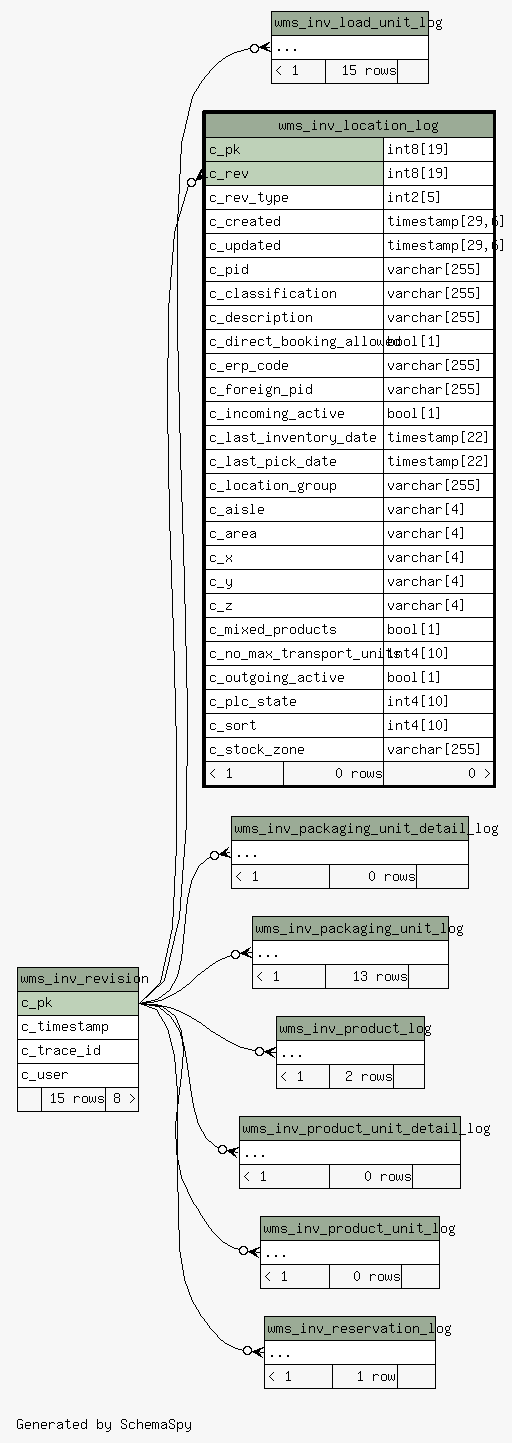 wms_inv_load_unit_log
...
< 1 15 rows
wms_inv_location_log
c_pk int8[19]
c_rev int8[19]
c_rev_type int2[5]
c_created timestamp[29,6]
c_updated timestamp[29,6]
c_pid varchar[255]
c_classification varchar[255]
c_description varchar[255]
c_direct_booking_allowed bool[1]
c_erp_code varchar[255]
c_foreign_pid varchar[255]
c_incoming_active bool[1]
c_last_inventory_date timestamp[22]
c_last_pick_date timestamp[22]
c_location_group varchar[255]
c_aisle varchar[4]
c_area varchar[4]
c_x varchar[4]
c_y varchar[4]
c_z varchar[4]
c_mixed_products bool[1]
c_no_max_transport_units int4[10]
c_outgoing_active bool[1]
c_plc_state int4[10]
c_sort int4[10]
c_stock_zone varchar[255]
< 1 0 rows 0 >
wms_inv_packaging_unit_detail_log
...
< 1 0 rows
wms_inv_packaging_unit_log
...
< 1 13 rows
wms_inv_revision
c_pk
c_timestamp
c_trace_id
c_user
15 rows 8 >
wms_inv_product_log
...
< 1 2 rows
wms_inv_product_unit_detail_log
...
< 1 0 rows
wms_inv_product_unit_log
...
< 1 0 rows
wms_inv_reservation_log
...
< 1 1 row
Generated by SchemaSpy